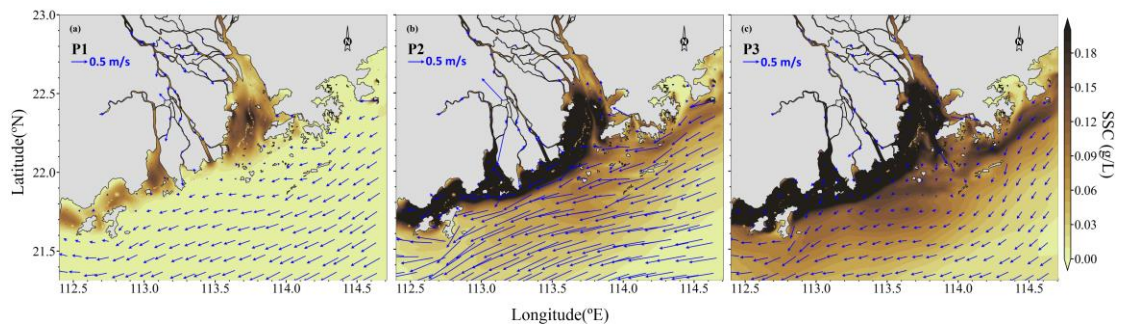 (a)
P1
0.5 m/s
N
(b)
P2
0.5 m/s
N
(c)
P3
0.5 m/s
N
23.0
22.5
22.0
21.5
Latitude(°N)
112.5 113.0 113.5 114.0 114.5
112.5 113.0 113.5 114.0 114.5
112.5 113.0 113.5 114.0 114.5
Longitude(°E)
0.18
0.15
0.12
0.09
0.06
0.03
0.00
SSC (g/L)